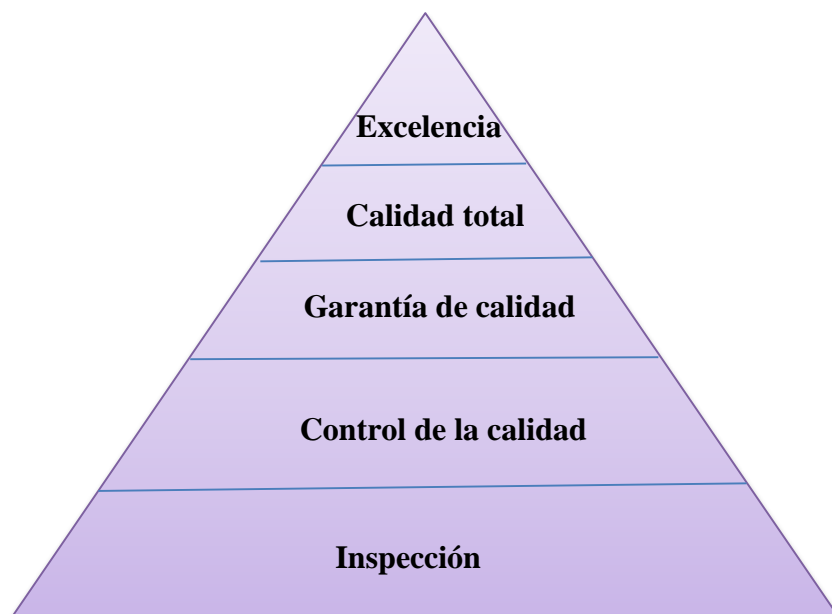 Excelencia
Calidad total
Garantía de calidad
Control de la calidad
Inspección